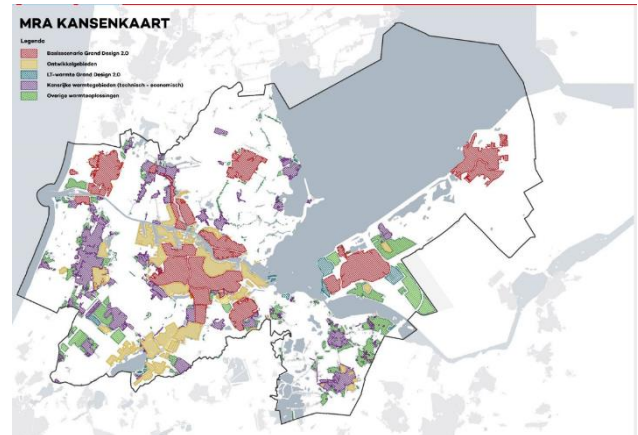 MRA KANSENKAART
Legende
Basisscenario Grand Design 2.0
Ontwikkelgebieden
LT-warmte Grand Design 2.0
Kansrijke warmtegebieden (technisch - economisch)
Overige warmteoplossingen